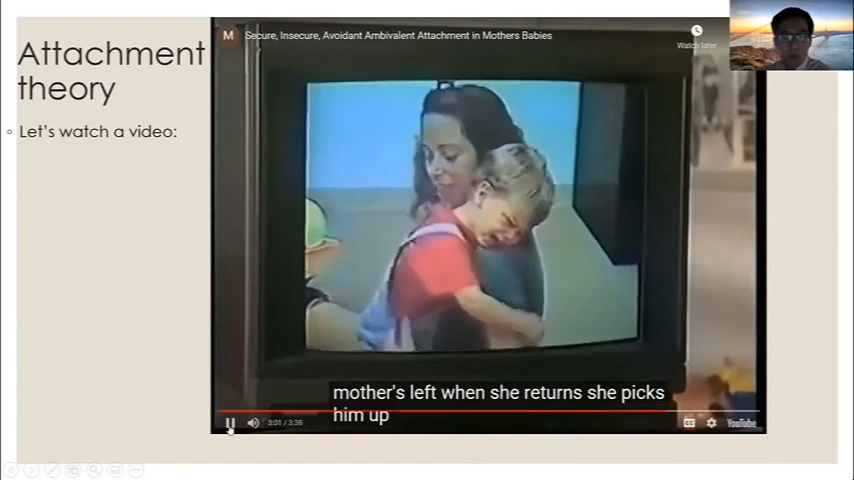 Attachment
theory
Let's watch a video:
M
Secure, Insecure, Avoidant Ambivalent Attachment in Mothers Babies
Watch later
mother's left when she returns she picks
him up
3:01 / 3:38
CC
YouTube